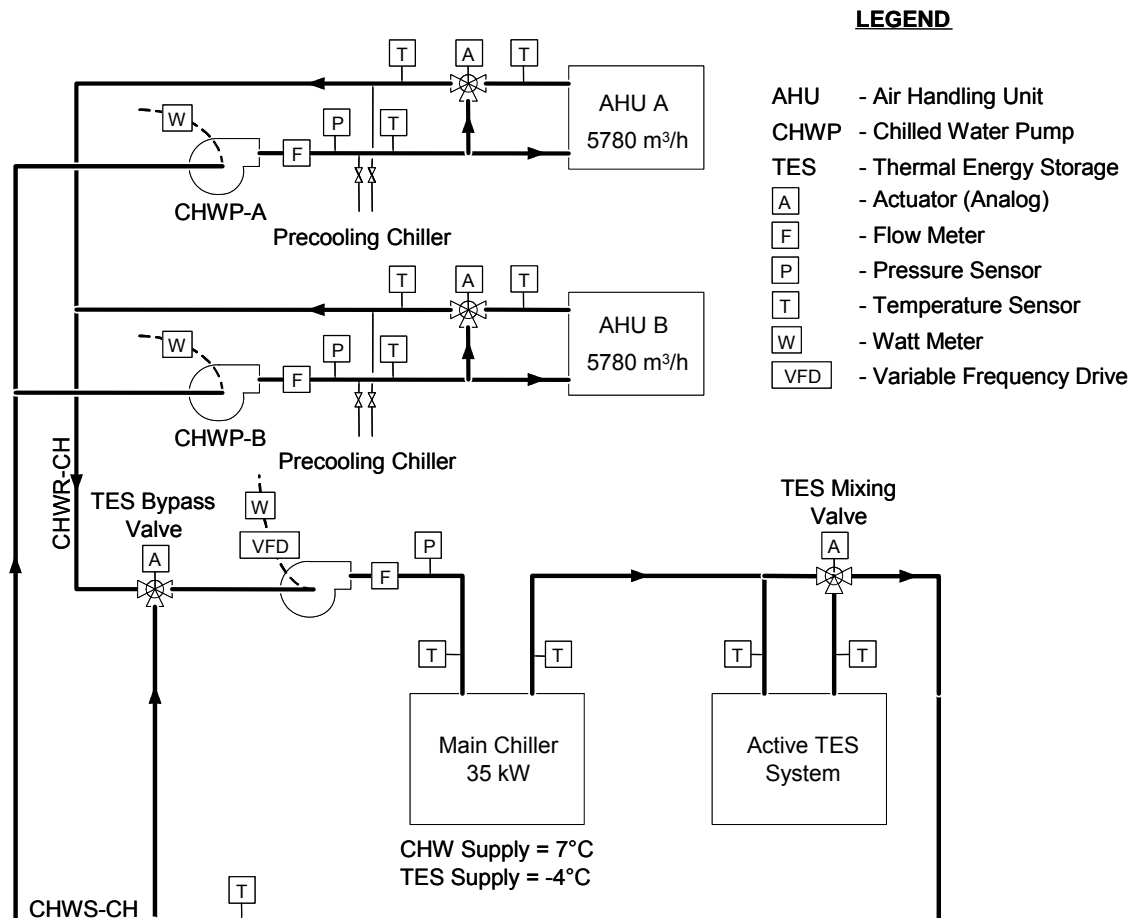 LEGEND
AHU - Air Handling Unit
CHWP - Chilled Water Pump
TES - Thermal Energy Storage
A - Actuator (Analog)
F - Flow Meter
P - Pressure Sensor
T - Temperature Sensor
W - Watt Meter
VFD - Variable Frequency Drive
T
A
T
AHU A
5780 m³/h
W
P
T
F
CHWP-A
Precooling Chiller
T
A
T
AHU B
5780 m³/h
W
P
T
F
CHWP-B
Precooling Chiller
CHWR-CH
TES Bypass
Valve
A
W
VFD
F
P
TES Mixing
Valve
A
T
T
T
T
Main Chiller
35 kW
Active TES
System
CHW Supply = 7°C
TES Supply = -4°C
T
CHWS-CH